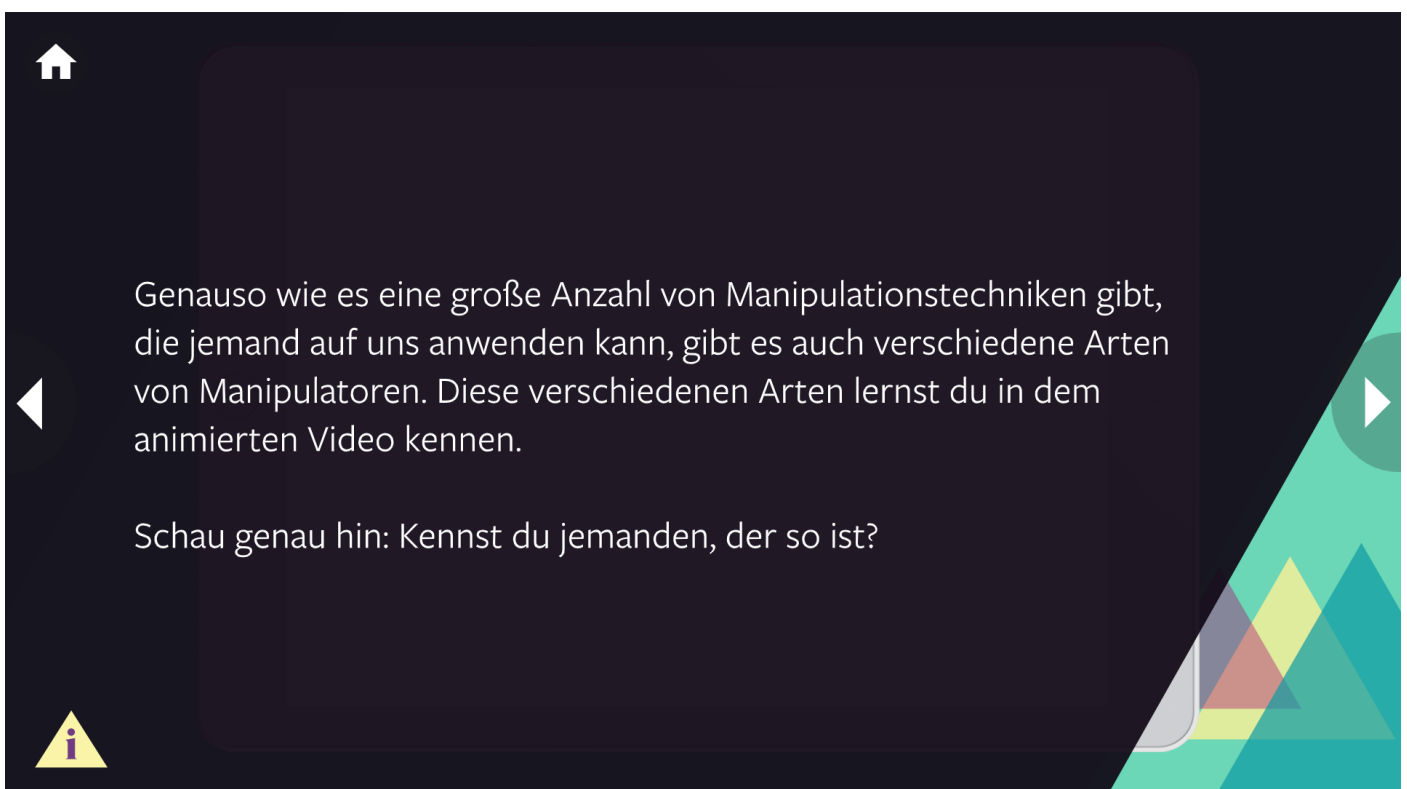 Genauso wie es eine große Anzahl von Manipulationstechniken gibt,
die jemand auf uns anwenden kann, gibt es auch verschiedene Arten
von Manipulatoren. Diese verschiedenen Arten lernst du in dem
animierten Video kennen.
Schau genau hin: Kennst du jemanden, der so ist?
i